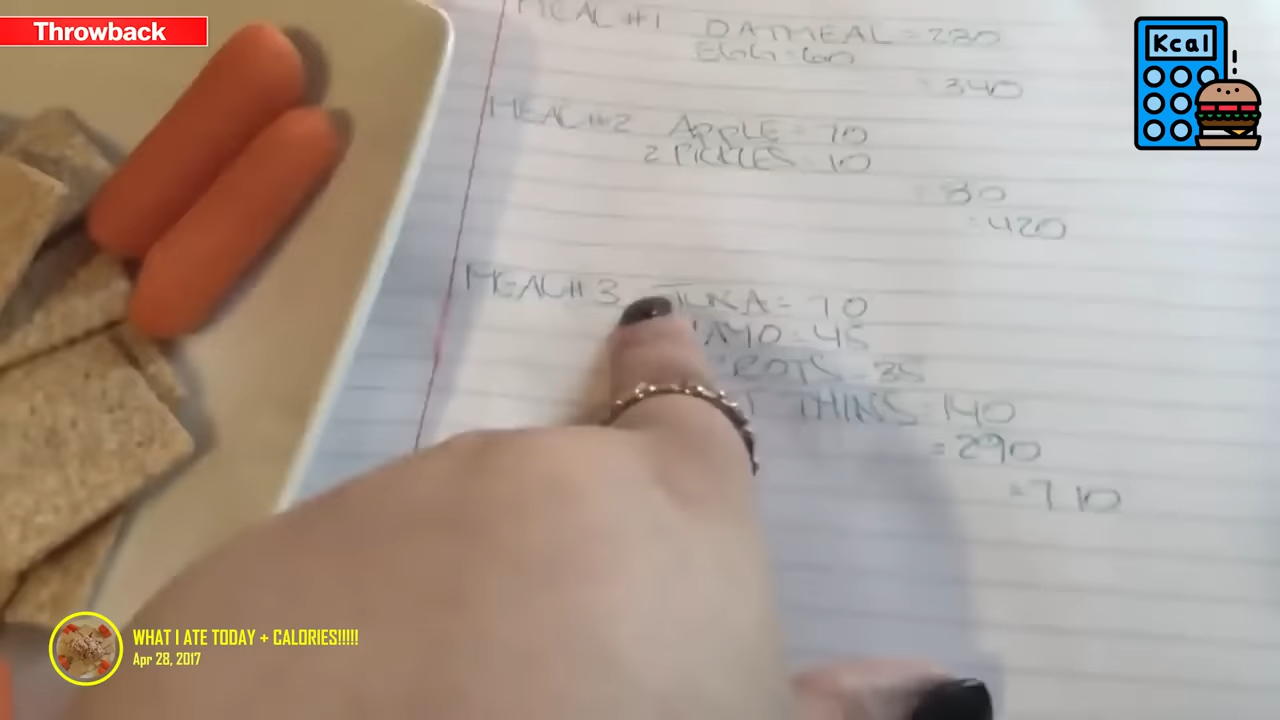 Throwback
Kcal
MEAL#1 OATMEAL = 280
EGG = 60
= 340
MEAL#2 APPLE = 70
2 PICKLES = 10
= 80
= 420
MEAL# 3 TUNA = 70
MAYO = 45
ROTS = 35
THINS = 140
= 290
= 710
WHAT I ATE TODAY + CALORIES!!!!!
Apr 28, 2017